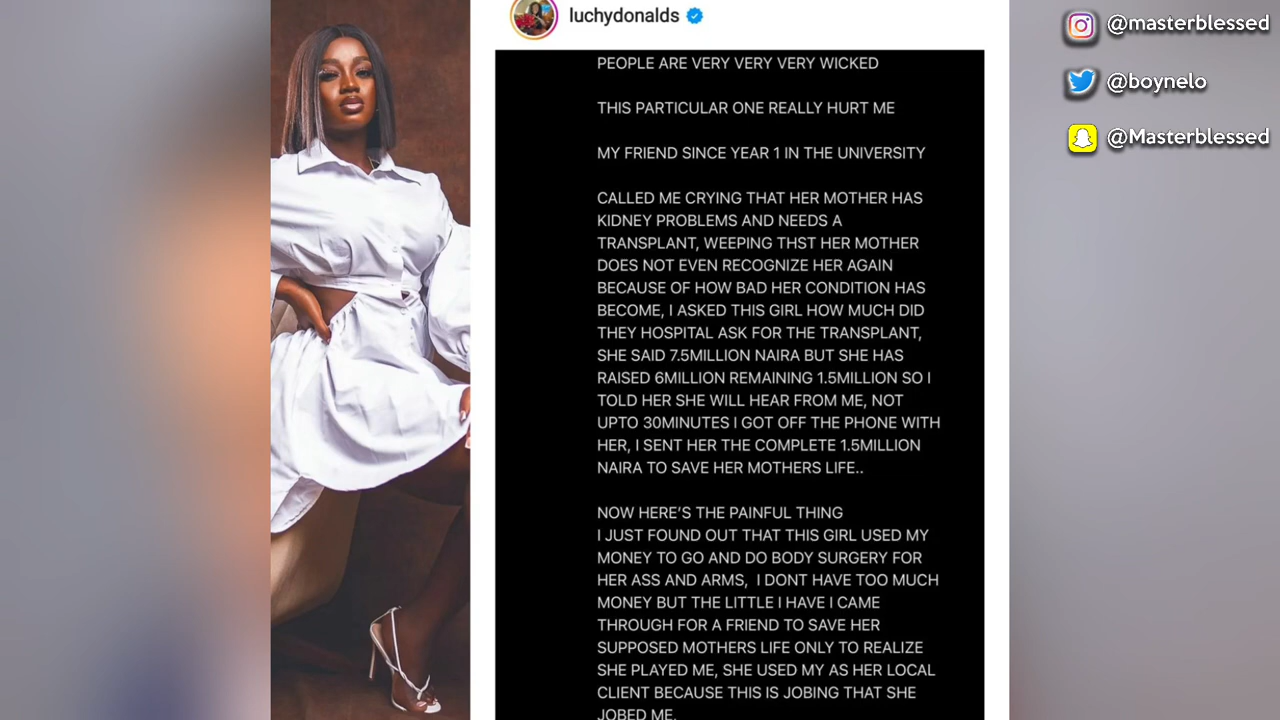 luchydonalds
PEOPLE ARE VERY VERY VERY WICKED
THIS PARTICULAR ONE REALLY HURT ME
MY FRIEND SINCE YEAR 1 IN THE UNIVERSITY
CALLED ME CRYING THAT HER MOTHER HAS
KIDNEY PROBLEMS AND NEEDS A
TRANSPLANT, WEEPING THST HER MOTHER
DOES NOT EVEN RECOGNIZE HER AGAIN
BECAUSE OF HOW BAD HER CONDITION HAS
BECOME, I ASKED THIS GIRL HOW MUCH DID
THEY HOSPITAL ASK FOR THE TRANSPLANT,
SHE SAID 7.5MILLION NAIRA BUT SHE HAS
RAISED 6MILLION REMAINING 1.5MILLION SO I
TOLD HER SHE WILL HEAR FROM ME, NOT
UPTO 30MINUTES I GOT OFF THE PHONE WITH
HER, I SENT HER THE COMPLETE 1.5MILLION
NAIRA TO SAVE HER MOTHERS LIFE..
NOW HERE'S THE PAINFUL THING
I JUST FOUND OUT THAT THIS GIRL USED MY
MONEY TO GO AND DO BODY SURGERY FOR
HER ASS AND ARMS,  I DONT HAVE TOO MUCH
MONEY BUT THE LITTLE I HAVE I CAME
THROUGH FOR A FRIEND TO SAVE HER
SUPPOSED MOTHERS LIFE ONLY TO REALIZE
SHE PLAYED ME, SHE USED MY AS HER LOCAL
CLIENT BECAUSE THIS IS JOBING THAT SHE
JOBED ME.
@masterblessed
@boynelo
@Masterblessed